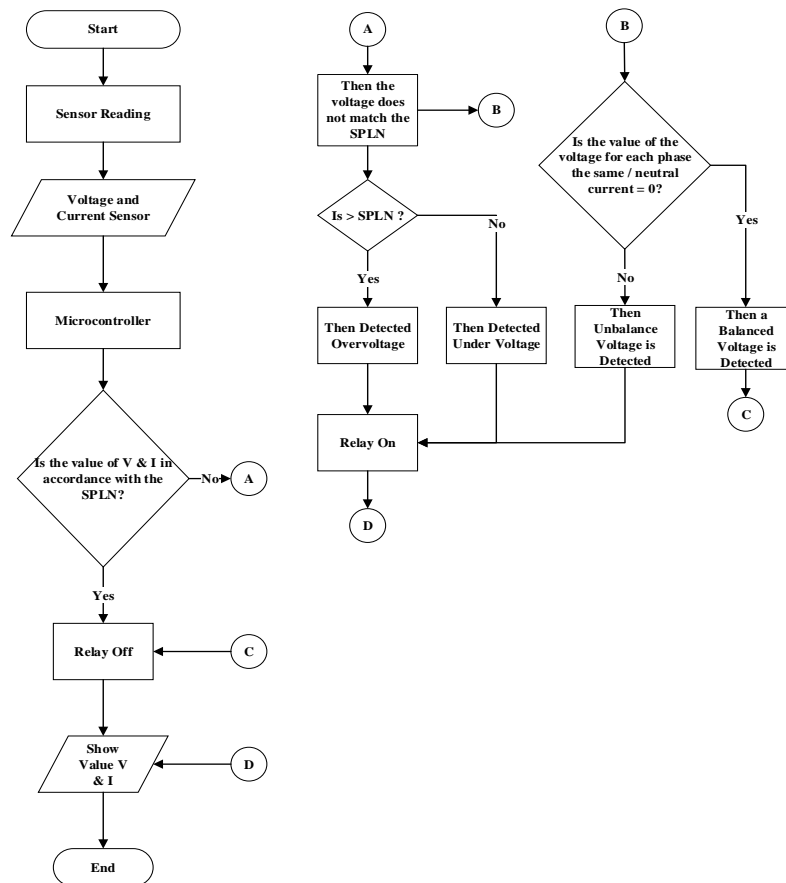 Start
Sensor Reading
Voltage and
Current Sensor
Microcontroller
Is the value of V & I in
accordance with the
SPLN?
No
A
Yes
Relay Off
C
Show
Value V
& I
D
End
A
Then the
voltage does
not match the
SPLN
B
Is > SPLN ?
No
Yes
Then Detected
Overvoltage
Then Detected
Under Voltage
Relay On
D
B
Is the value of the
voltage for each phase
the same / neutral
current = 0?
Yes
No
Then
Unbalance
Voltage is
Detected
Then a
Balanced
Voltage is
Detected
C